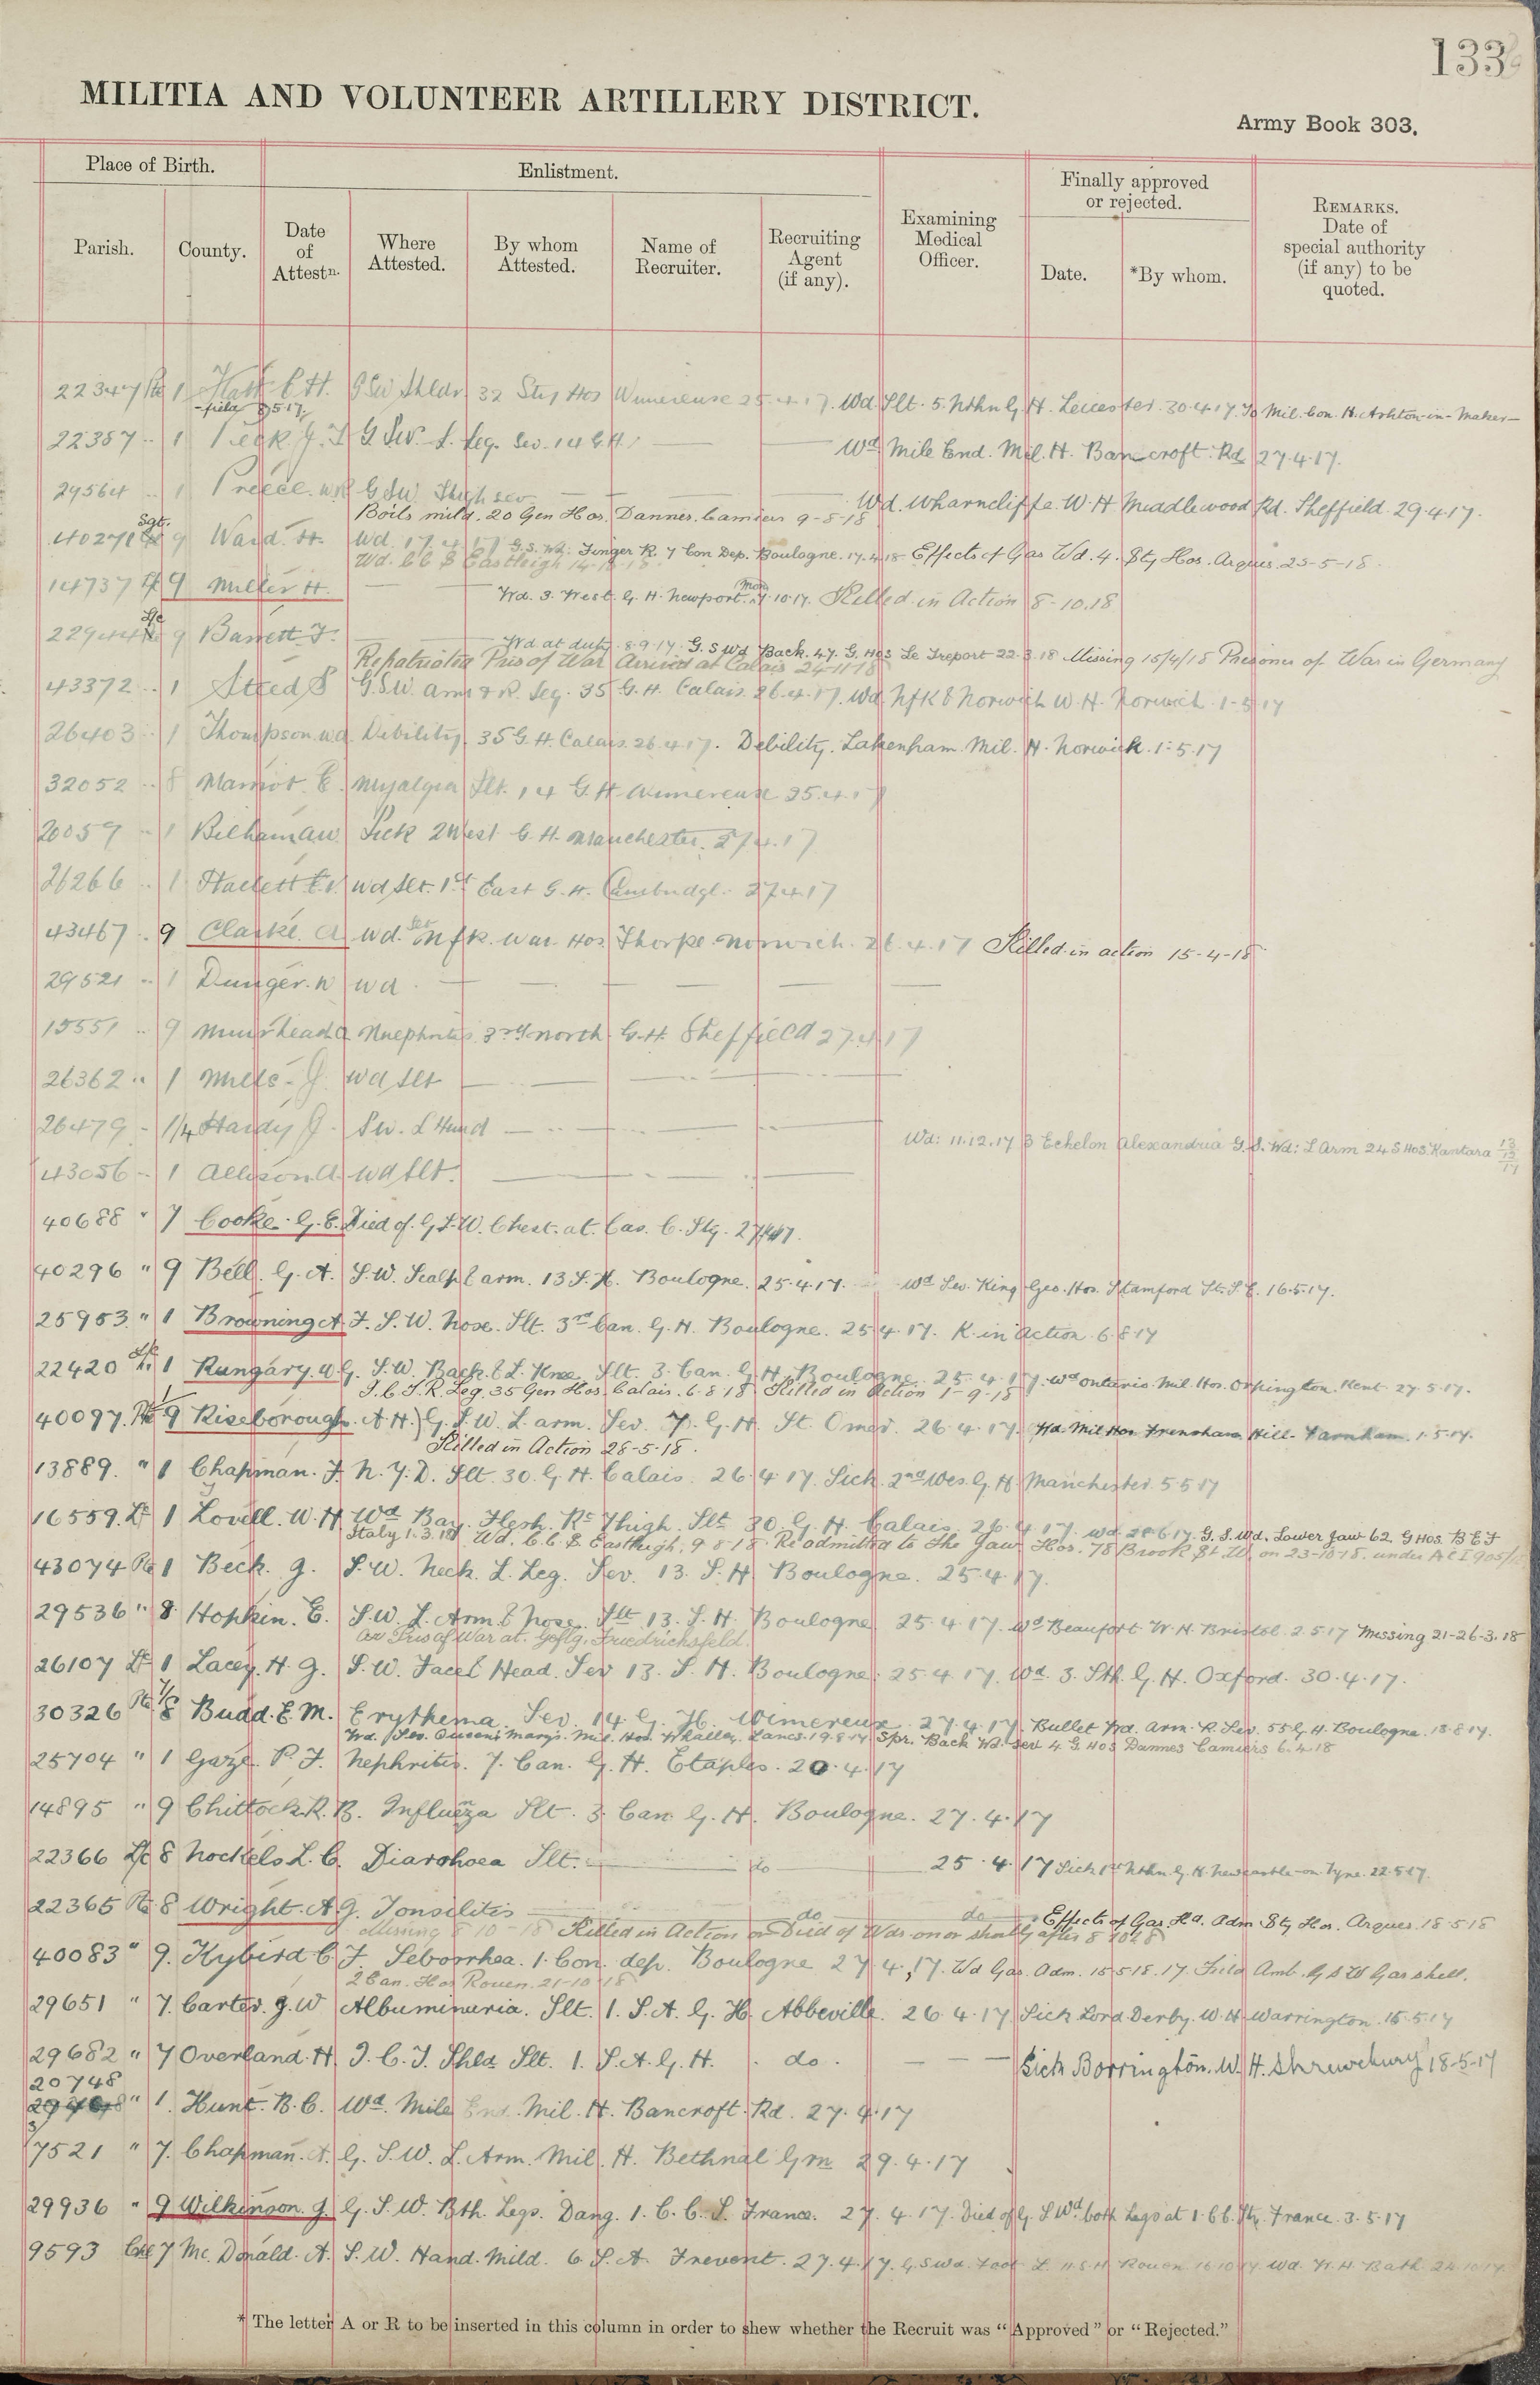 133
MILITIA AND VOLUNTEER ARTILLERY DISTRICT.
Army Book 303.
Place of Birth.
Enlistment.
Finally approved or rejected.
Parish.
County.
Date of Attestn.
Where Attested.
By whom Attested.
Name of Recruiter.
Recruiting Agent (if any).
Examining Medical Officer.
Date.
*By whom.
REMARKS. Date of special authority (if any) to be quoted.
22347 Pte 1 E H. GSW Shldr 32 Sty Hos Wimereuse 25.4.17. Wd Slt. 5. Nthn G H. Leicester. 30.4.17. To Mil. Con. H. Ashton-in-Maker-
-field 8 5 17.
22387 .. 1 Peek J. T G SW. L. Leg. Sev. 14 G H. Wd Mile End. Mil. H. Bancroft. Rd 27.4.17.
29564 .. 1 Preece. W GSW Thigh sev Wd. Wharncliffe. W. H Middlewood Rd. Sheffield. 29.4.17.
Boils mild. 20 Gen Hos. Dannes. Camiers 9-8-18
40271 Sgt. 9 Ward. H. Wd. 17.4.17 G.S. Wd. Finger R. 7 Con Dep. Boulogne. 17.4.18 Effects of Gas Wd. 4. Sty Hos. Arques. 23-5-18.
Wd. C C S Eastleigh 14.10.18.
14737 9 Miller H. Wd. 3. West. G. H. Newport. Mon 17.10.17. Killed in Action 8-10.18
9 Barrett J. Wd at duty. 8.9.17. G. S Wd Back. 47. G. Hos Le Treport 22.3.18 Missing 15/4/18 Prisoner of War in Germany
Repatriated Pris of War Arrived at Calais 24-11-18
43372 .. 1 Steed S GSW arm & R. Leg. 35 G. H. Calais. 26.4.17. Wd. Nfk & Norwich W. H. Norwich. 1-5-17
26403 .. 1 Thompson. W.A. Debility. 35 G. H. Calais. 26.4.17. Debility. Lakenham. Mil. H. Norwich. 1.5.17
32052 .. 8 Marriot. E. Myalgia Slt. 14 G. H. Wimereuse 25.4.17
20059 .. 1 Bilham AW Sick 2 West G. H. Manchester. 27.4.17
26266 .. 1 Hackett wd slt. 1st East G. H. Cambridge. 27.4.17
43467 .. 9 Clarke. A wd. sev Nfk. War. Hos Thorpe. Norwich. 26.4.17 Killed in action 15-4-18
29521 .. 1 Dunger. W wd
15551 .. 9 Muirhead A Nuephritis 3rd north. G. H. Sheffield 27.4.17
26362 .. 1 Mills. J. wd slt
26479 .. 1/4 Hardy J. Sw. L Hand Wd: 11.12.17 3 Echelon Alexandria G. S. Wd: L Arm 24 S Hos. Kantara 13/12/17
43056 .. 1 Allison A wd slt.
40688 " 7 Cooke. G. E. Died of. G S. W. Chest. at. Cas. C. Stg. 27/4/17.
40296 " 9 Bell. G. A. S. W. Scalp & arm. 13 S. H. Boulogne. 25.4.17. Wd Sev. King Geo. Hos. Stamford St. S. E. 16.5.17.
25953. " 1 Browning A F. S. W. Nose. Slt. 3rd Can. G. H. Boulogne. 25.4.17. K. in action. 6.8.17
22420 1 Rungary. W. G. S. W. Back. & L. Knee Slt. 3. Can. G. H. Boulogne. 25.4.17. Wd Ontario Mil. Hos. Orpington. Kent. 27.5.17.
I. C. T. R. Leg. 35 Gen Hos. Calais. 6.8.18 Killed in Action 1-9-18
40097. Pte 9 Riseborough. A. H. G. S. W. L. arm. Sev. 7. G. H. St. Omer. 26.4.17. Wd. Mil Hos Frensham Hill. Farnham. 1.5.17.
Killed in Action 28-5-18.
13889. " 1 Chapman. F. N. Y. D. Slt. 30. G. H. Calais. 26.4.17. Sick. 2nd Wes. G. H Manchester 5.5.17
16559. Lc 1 Lovell. W. H Wd Bay. Flesh. Rt Thigh. Slt 30. G. H. Calais. 26.4.17. Wd. 28.6.17. G. S. Wd. Lower Jaw 62 G Hos. B E F
Italy 1.3.18 Wd. C. C. S. Eastleigh. 9.8.18. Readmitted to the Jaw Hos. 78 Brook St. W. on 23-10-18. under ACI 905/
43074 Pte 1 Beck. J. S. W. Neck. L. Leg. Sev. 13. S. H Boulogne. 25.4.17.
29536 " 8. Hopkin. E. S.W. L. Arm. & Nose. Slt. 13. S. H. Boulogne 25.4.17. Wd Beaufort. W. H. Bristol. 2.5.17 Missing 21-26-3.18
as Pris of War at. Gefig. Friedrichsfeld.
26107 Lc 1 Lacey. H. J. S. W. Face & Head. Sev 13. S. H. Boulogne. 25.4.17. Wd. 3. Sth. G. H. Oxford. 30.4.17.
30326 Pte 8 Budd. E. M. Erythema Sev. 14. G. H. Wimereux. 27.4.17. Bullet Wd. Arm. R. Sev. 55 G. H. Boulogne. 18.8.17.
Wd. Sev. Queen Marys. Mil. Hos. Whalley. Lancs. 19.8.17 Spr. Back Wd. sev 4 G. Hos Dannes Camiers 6.4.18
25704 " 1 Gaze. P. F. Nephritis. 7. Can. G. H. Etaples. 20.4.17
14895 " 9 Chittock. R. B. Influenza Slt. 3 Can. G. H. Boulogne. 27.4.17
22366 8 Nockels L. C. Diarrhoea Slt. do 25.4.17 Sick 1st Nthn. G. H. Newcastle-on-Tyne. 22.5.17.
22365 Pte 8 Wright. A. G. Tonsilitis do do Effects of Gas Adm. Sty Hos. Arques. 18.5.18
Missing 8 10-18 Killed in Action or Died of Wds on or shortly after 8 10 18
40083 " 9. Kybird C. F. Seborrhea. 1. Con. dep. Boulogne 27.4.17. Wd Gas. Adm. 15.5.18. 17. Field Amb. G S W Gas shell.
2 Can. Hos Rouen. 21-10-18
29651 " 7. Carter. J. W Albuminuria. Slt. 1. S. A. G. H. Abbeville. 26.4.17 Sick Lord Derby. W. H. Warrington. 15.5.17
29682 " 7 Overland. H. I. C. T. Shld Slt. 1. S. A. G. H. do. Sick Borrington. W. H. Shrewsbury 18-5-17
20748
" 1. Hunt. B. C. Wd. Mile End. Mil. H. Bancroft. Rd. 27.4.17
37521 " 7. Chapman. A. G. S. W. L. Arm. Mil. H. Bethnal Grn 29.4.17
29936 " 9 Wilkinson. J. G. S. W. Bth. Legs. Dang. 1. C. C. S. France. 27.4.17. Died of G. S Wd. both Legs at 1. C C. Stg. France. 3.5.17
9593 Cpl 7 Mc. Donald. A. S. W. Hand. Mild. 6. S. A. Frevent. 27.4.17. G. S Wd. Foot L. 11. S. H Rouen 16.10.17 Wd. W. H. Bath. 24.10.17
* The letter A or R to be inserted in this column in order to shew whether the Recruit was “Approved” or “Rejected.”